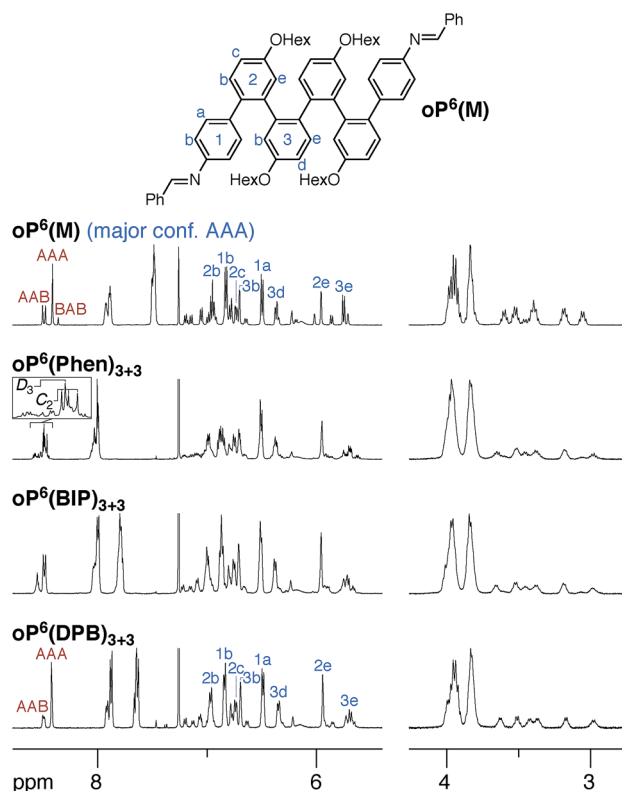 Ph
OHex OHex N
c
b 2 e
a
oP⁶(M)
b 1
b 3 e
d
N
Ph HexO HexO
oP⁶(M) (major conf. AAA)
AAA
AAB BAB
2b 1b 2c 3b 1a 3d 2e 3e
oP⁶(Phen)₃₊₃
D₃
C₂
oP⁶(BIP)₃₊₃
oP⁶(DPB)₃₊₃
AAA
AAB
2b 1b 2c 3b 1a 3d 2e 3e
ppm 8 6 4 3